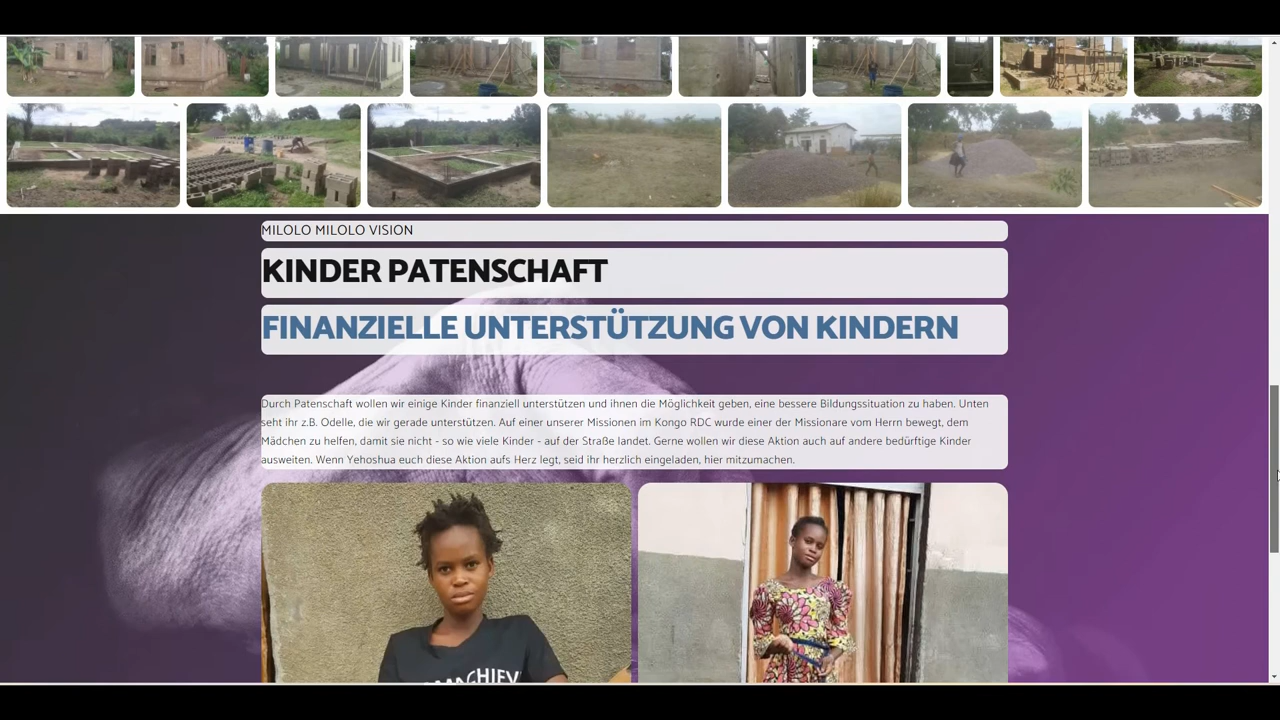 MILOLO MILOLO VISION
KINDER PATENSCHAFT
FINANZIELLE UNTERSTÜTZUNG VON KINDERN
Durch Patenschaft wollen wir einige Kinder finanziell unterstützen und ihnen die Möglichkeit geben, eine bessere Bildungssituation zu haben. Unten
seht ihr z.B. Odelle, die wir gerade unterstützen. Auf einer unserer Missionen im Kongo RDC wurde einer der Missionare vom Herrn bewegt, dem
Mädchen zu helfen, damit sie nicht - so wie viele Kinder - auf der Straße landet. Gerne wollen wir diese Aktion auch auf andere bedürftige Kinder
ausweiten. Wenn Yehoshua euch diese Aktion aufs Herz legt, seid ihr herzlich eingeladen, hier mitzumachen.